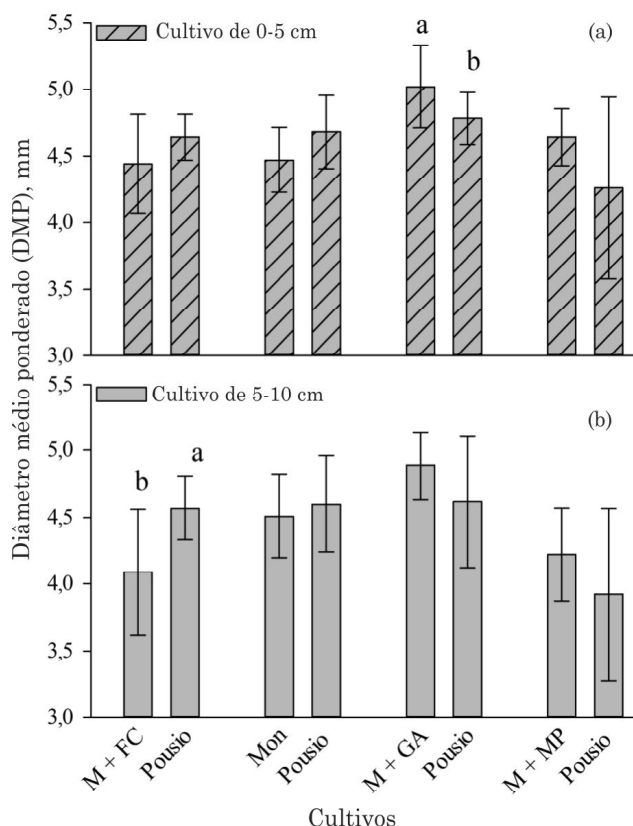 Diâmetro médio ponderado (DMP), mm
5,5
5,0
4,5
4,0
3,5
3,0
Cultivo de 0-5 cm
(a)
a
b
5,5
5,0
4,5
4,0
3,5
3,0
Cultivo de 5-10 cm
(b)
b
a
M + FC
Pousio
Mon
Pousio
M + GA
Pousio
M + MP
Pousio
Cultivos